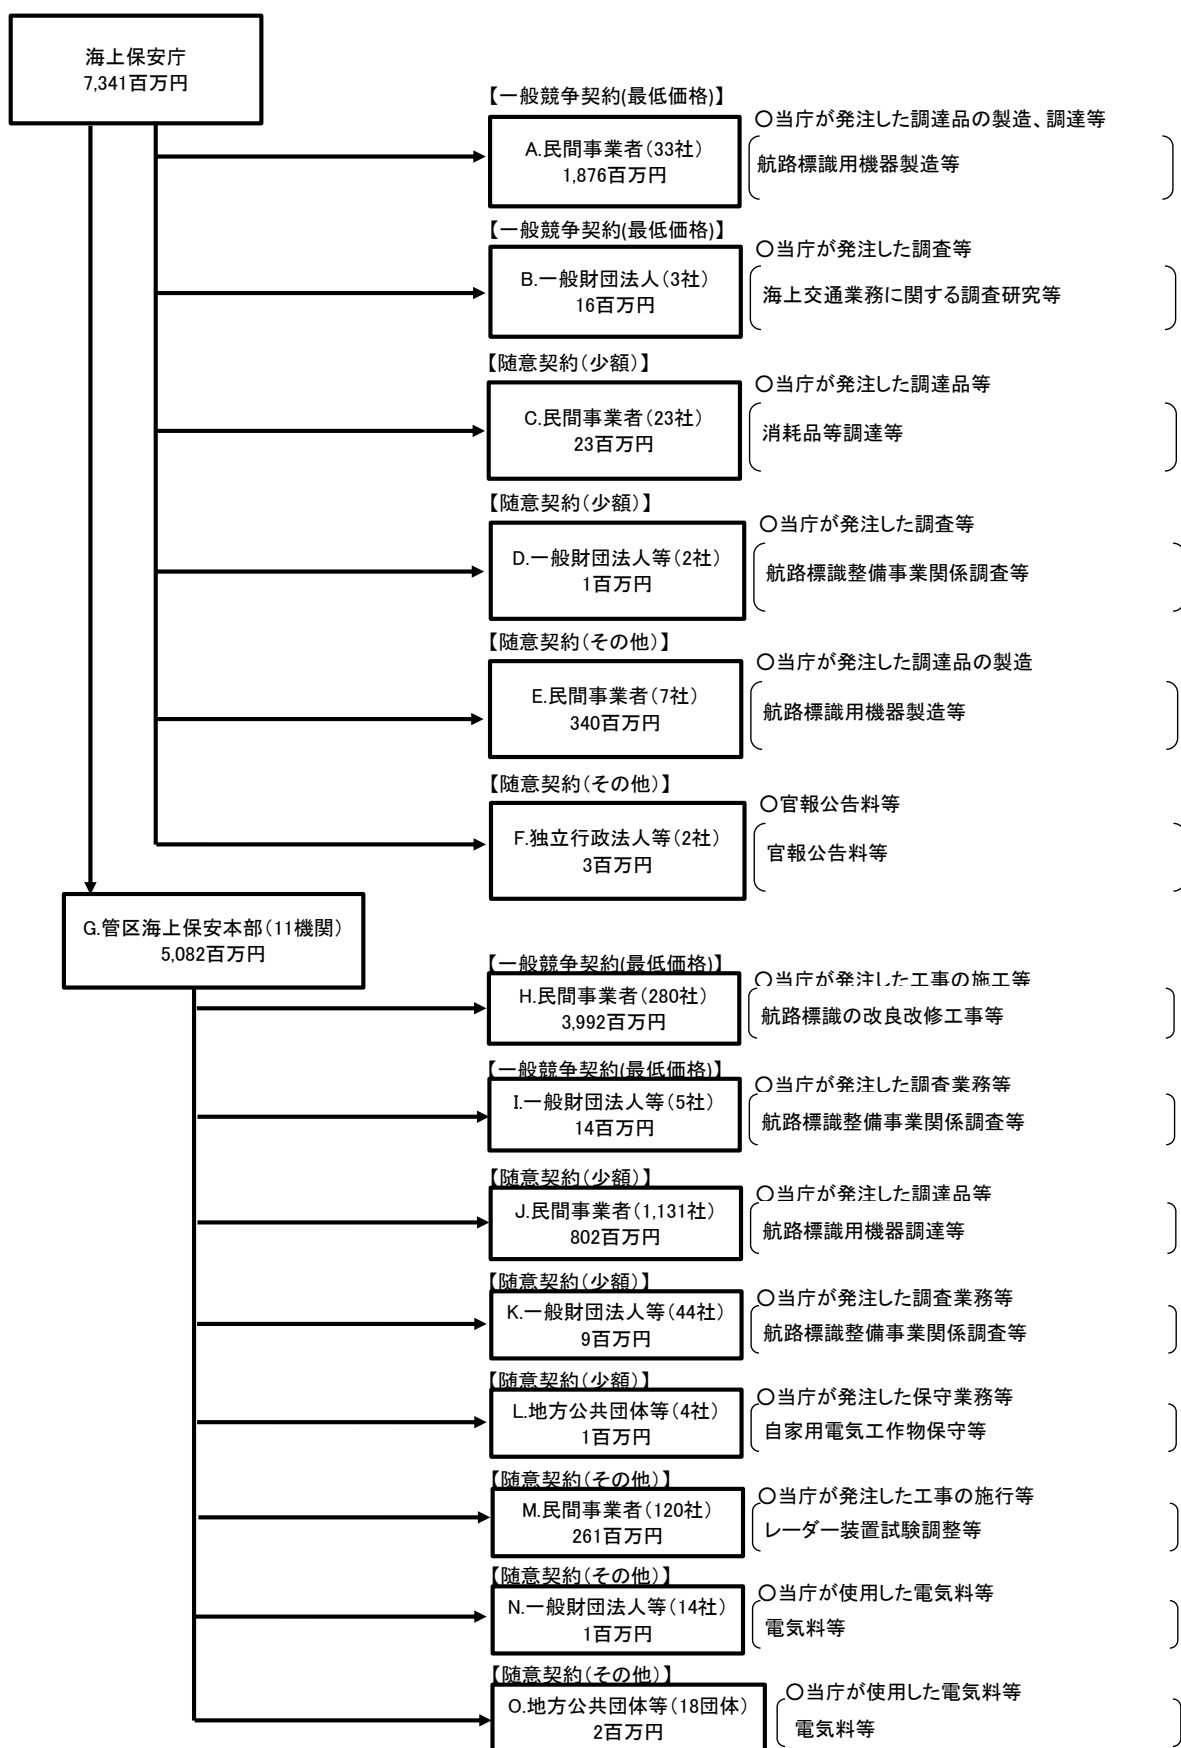 海上保安庁
7,341百万円
【一般競争契約(最低価格)】
〇当庁が発注した調達品の製造、調達等
A.民間事業者(33社)
1,876百万円
航路標識用機器製造等
【一般競争契約(最低価格)】
〇当庁が発注した調査等
B.一般財団法人(3社)
16百万円
海上交通業務に関する調査研究等
【随意契約(少額)】
〇当庁が発注した調達品等
C.民間事業者(23社)
23百万円
消耗品等調達等
【随意契約(少額)】
〇当庁が発注した調査等
D.一般財団法人等(2社)
1百万円
航路標識整備事業関係調査等
【随意契約(その他)】
〇当庁が発注した調達品の製造
E.民間事業者(7社)
340百万円
航路標識用機器製造等
【随意契約(その他)】
〇官報公告料等
F.独立行政法人等(2社)
3百万円
官報公告料等
G.管区海上保安本部(11機関)
5,082百万円
【一般競争契約(最低価格)】
〇当庁が発注した工事の施工等
H.民間事業者(280社)
3,992百万円
航路標識の改良改修工事等
【一般競争契約(最低価格)】
〇当庁が発注した調査業務等
I.一般財団法人等(5社)
14百万円
航路標識整備事業関係調査等
【随意契約(少額)】
〇当庁が発注した調達品等
J.民間事業者(1,131社)
802百万円
航路標識用機器調達等
【随意契約(少額)】
〇当庁が発注した調査業務等
K.一般財団法人等(44社)
9百万円
航路標識整備事業関係調査等
【随意契約(少額)】
〇当庁が発注した保守業務等
L.地方公共団体等(4社)
1百万円
自家用電気工作物保守等
【随意契約(その他)】
〇当庁が発注した工事の施行等
M.民間事業者(120社)
261百万円
レーダー装置試験調整等
【随意契約(その他)】
〇当庁が使用した電気料等
N.一般財団法人等(14社)
1百万円
電気料等
【随意契約(その他)】
〇当庁が使用した電気料等
O.地方公共団体等(18団体)
2百万円
電気料等